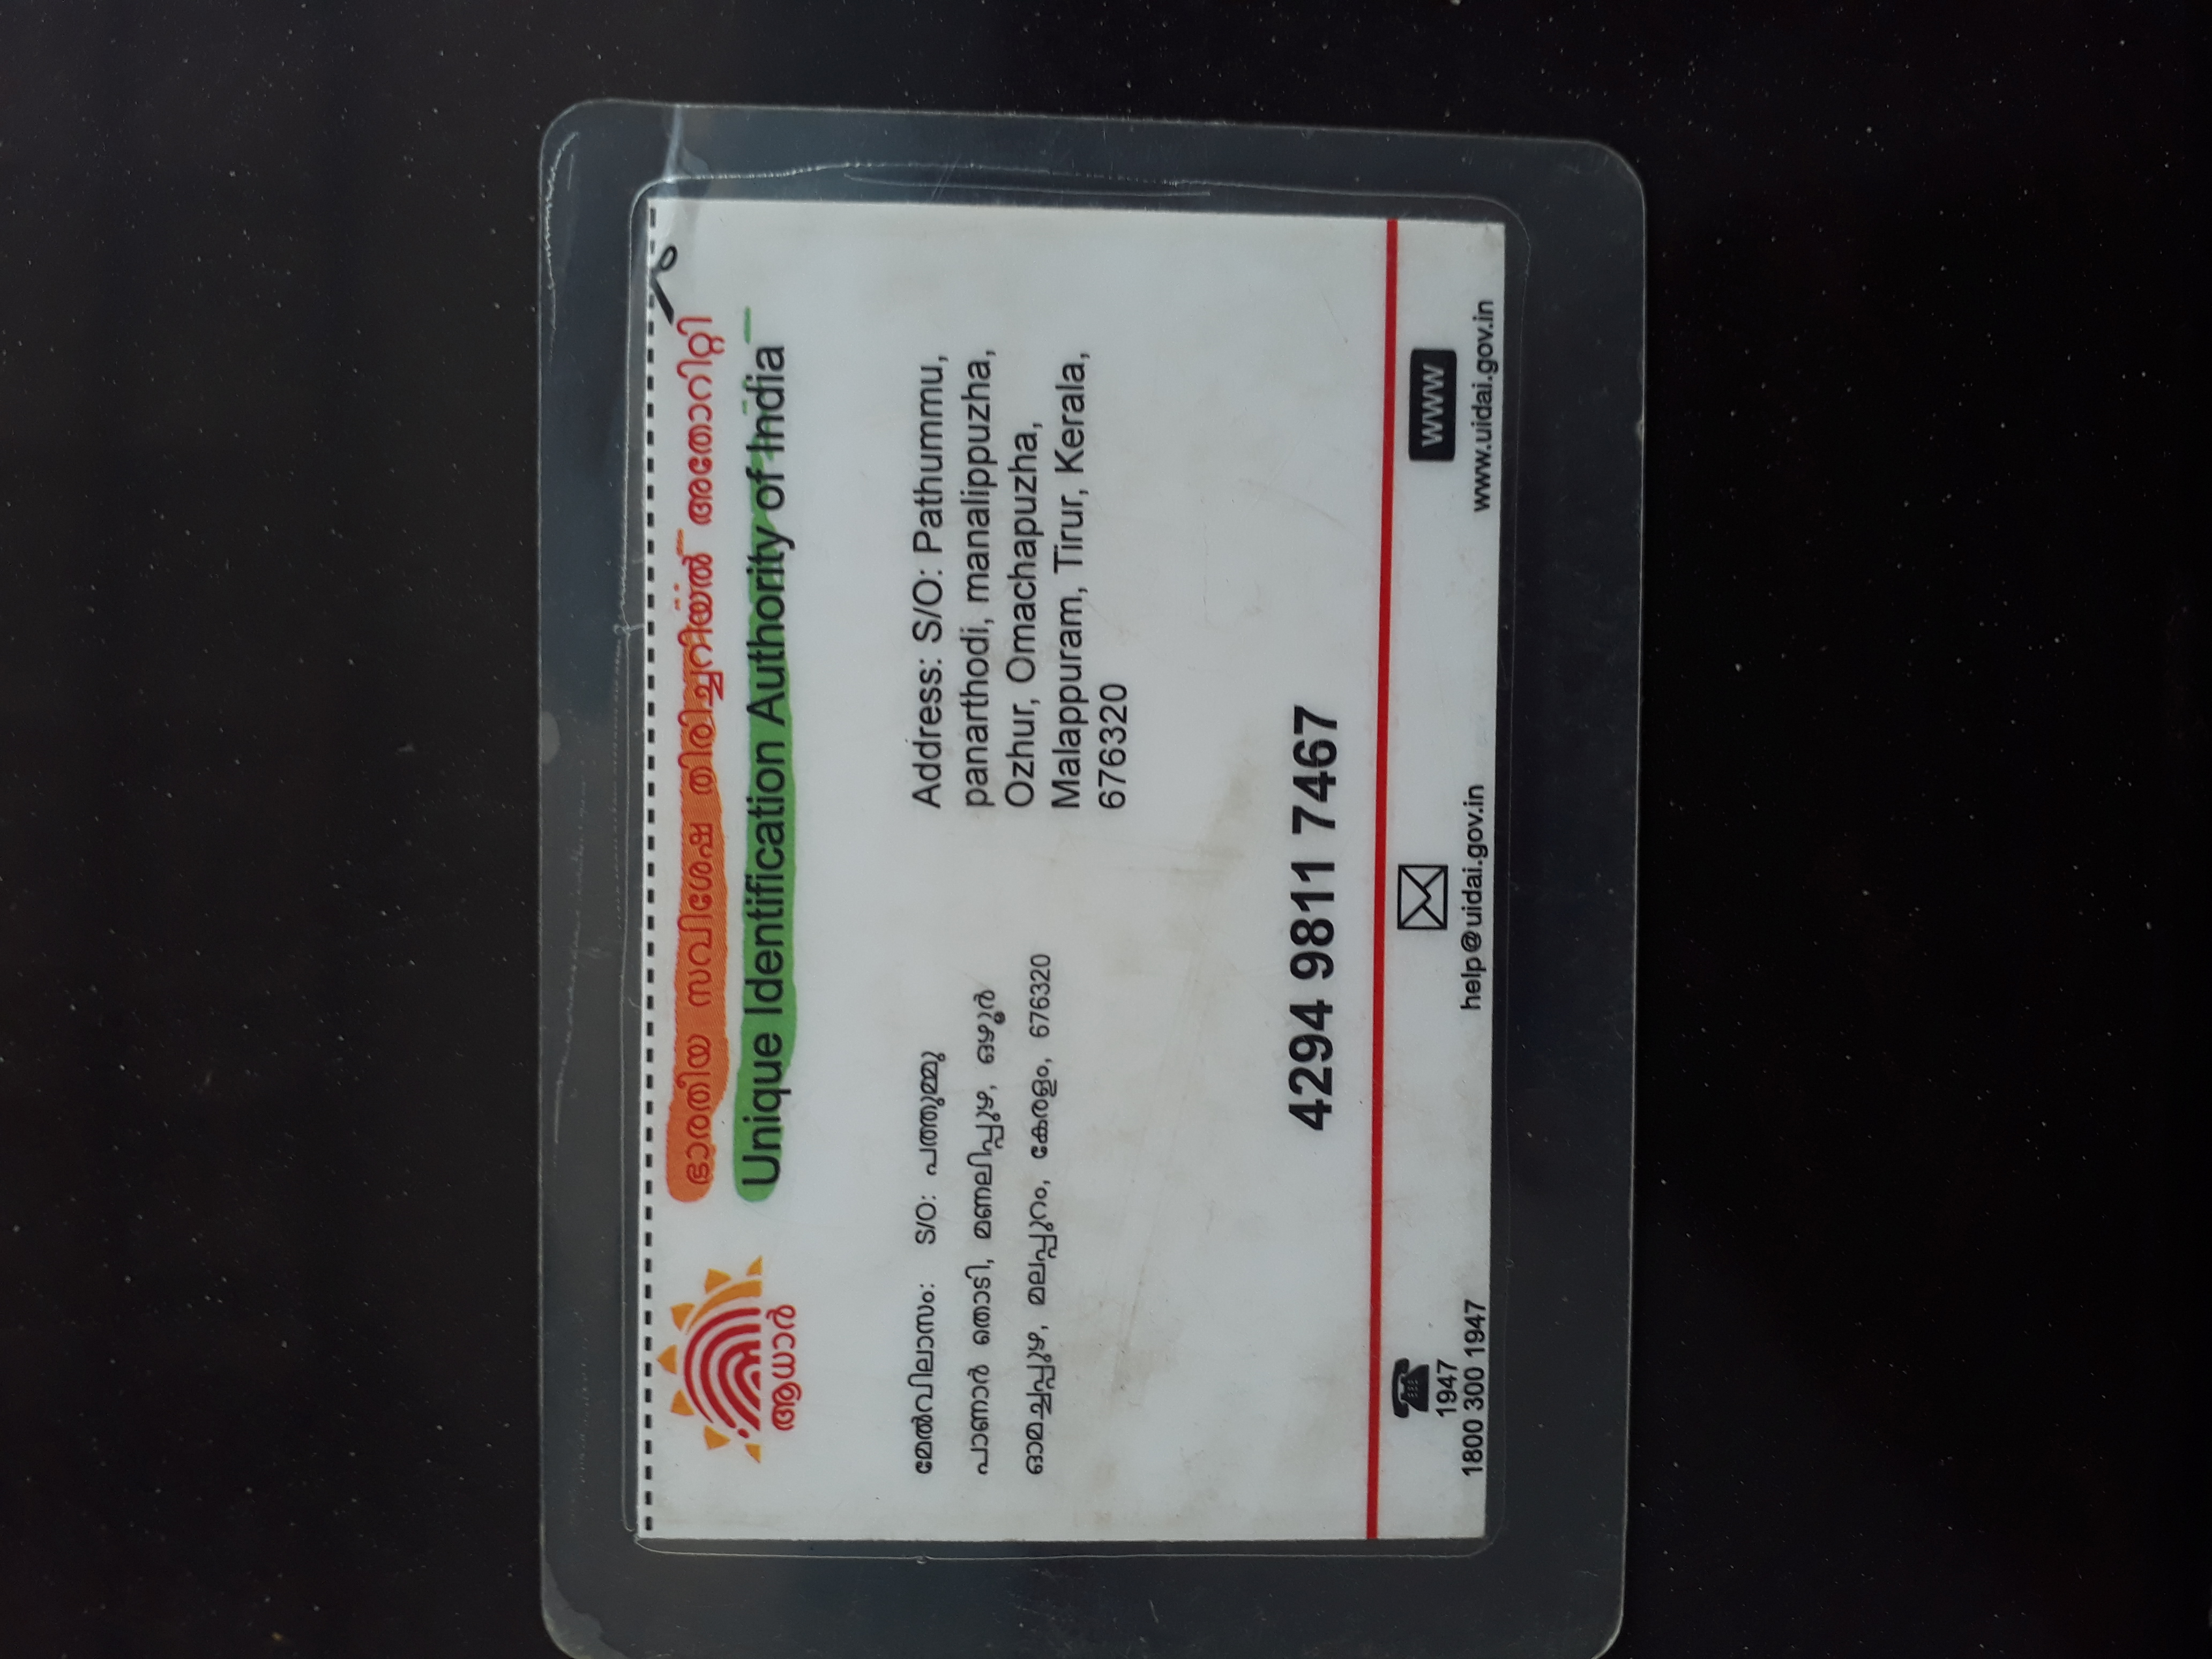 ഭാരതീയ സവിശേഷ തിരിച്ചറിയൽ അതോറിറ്റി
Unique Identification Authority of India
ആധാർ
മേൽവിലാസം: S/O: പത്തുമ്മു
പാണാർ തൊടി, മണലിപ്പുഴ, ഒഴൂർ
ഓമച്ചപ്പുഴ, മലപ്പുറം, കേരളം, 676320
Address: S/O: Pathummu,
panarthodi, manalippuzha,
Ozhur, Omachapuzha,
Malappuram, Tirur, Kerala,
676320
4294 9811 7467
1947
1800 300 1947
help@uidai.gov.in
WWW
www.uidai.gov.in